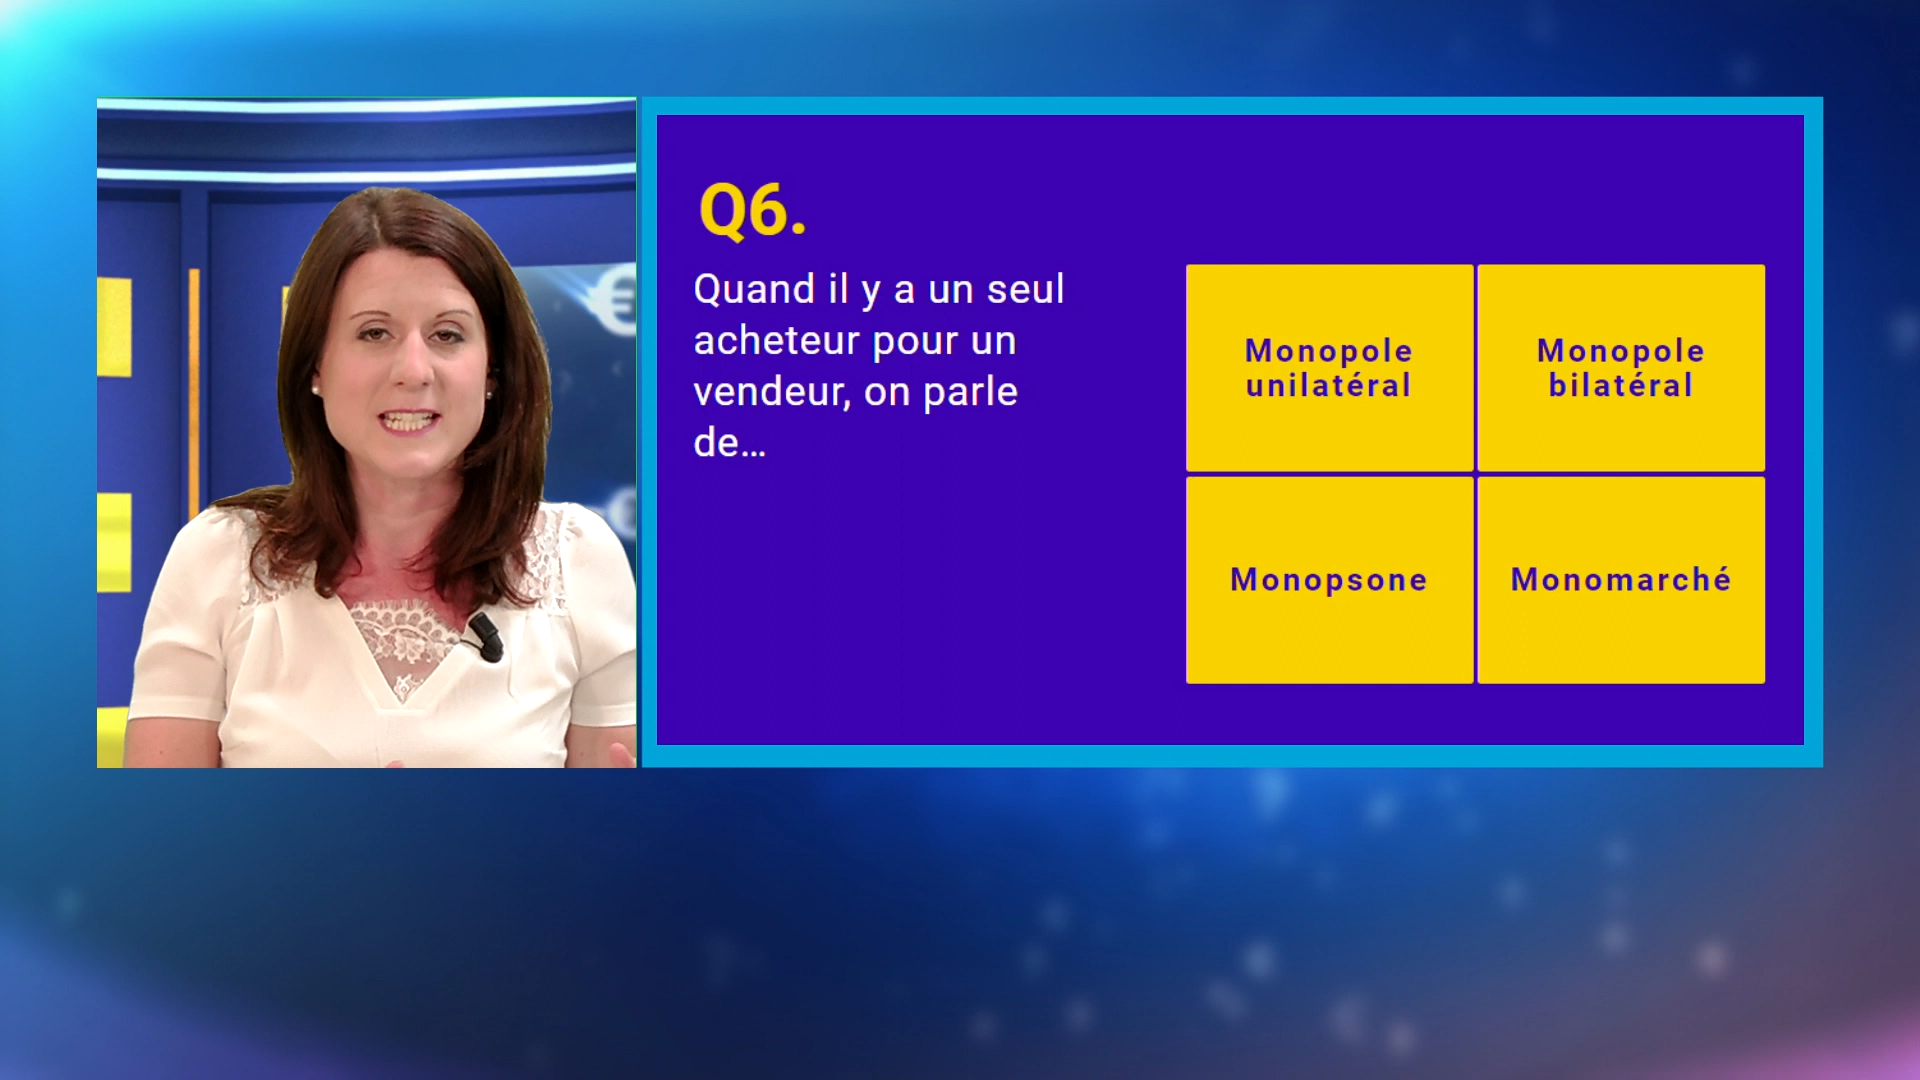 Q6.
Quand il y a un seul
acheteur pour un
vendeur, on parle
de...
Monopole
unilatéral
Monopole
bilatéral
Monopsone
Monomarché